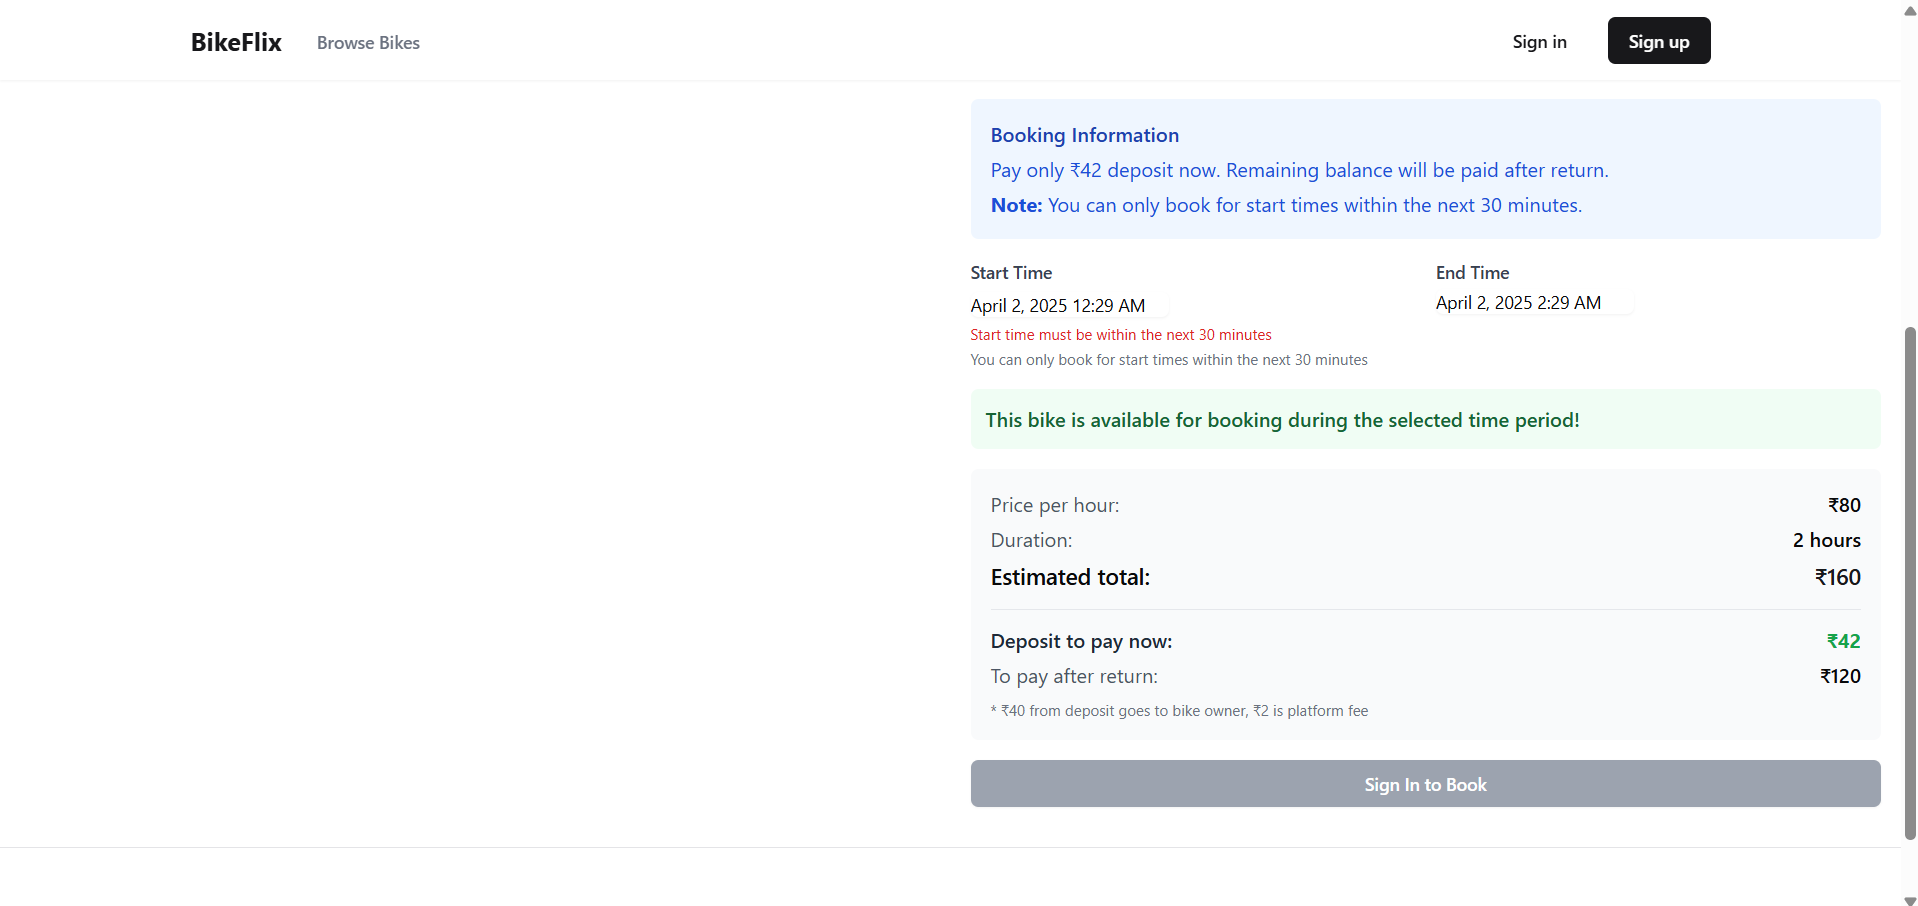 BikeFlix Browse Bikes Sign in Sign up
Booking Information
Pay only ₹42 deposit now. Remaining balance will be paid after return.
Note: You can only book for start times within the next 30 minutes.
Start Time End Time
April 2, 2025 12:29 AM April 2, 2025 2:29 AM
Start time must be within the next 30 minutes
You can only book for start times within the next 30 minutes
This bike is available for booking during the selected time period!
Price per hour: ₹80
Duration: 2 hours
Estimated total: ₹160
Deposit to pay now: ₹42
To pay after return: ₹120
* ₹40 from deposit goes to bike owner, ₹2 is platform fee
Sign In to Book